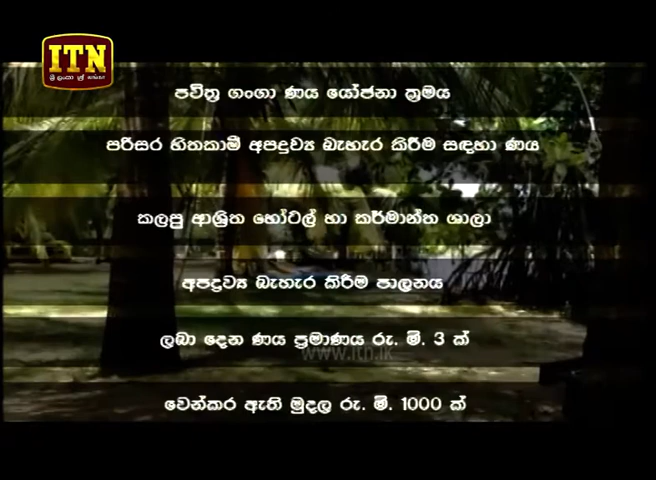 ITN
ශ්‍රී ලංකා ගේ නාළිකා
පවිත්‍ර ගංගා ණය යෝජනා ක්‍රමය
පරිසර හිතකාමී අපද්‍රව්‍ය බැහැර කිරීම සඳහා ණය
කලපු ආශ්‍රිත හෝටල් හා කර්මාන්ත ශාලා
අපද්‍රව්‍ය බැහැර කිරීම පාලනය
ලබා දෙන ණය ප්‍රමාණය රු. මි. 3 ක්
www.itn.lk
වෙන්කර ඇති මුදල රු. මි. 1000 ක්